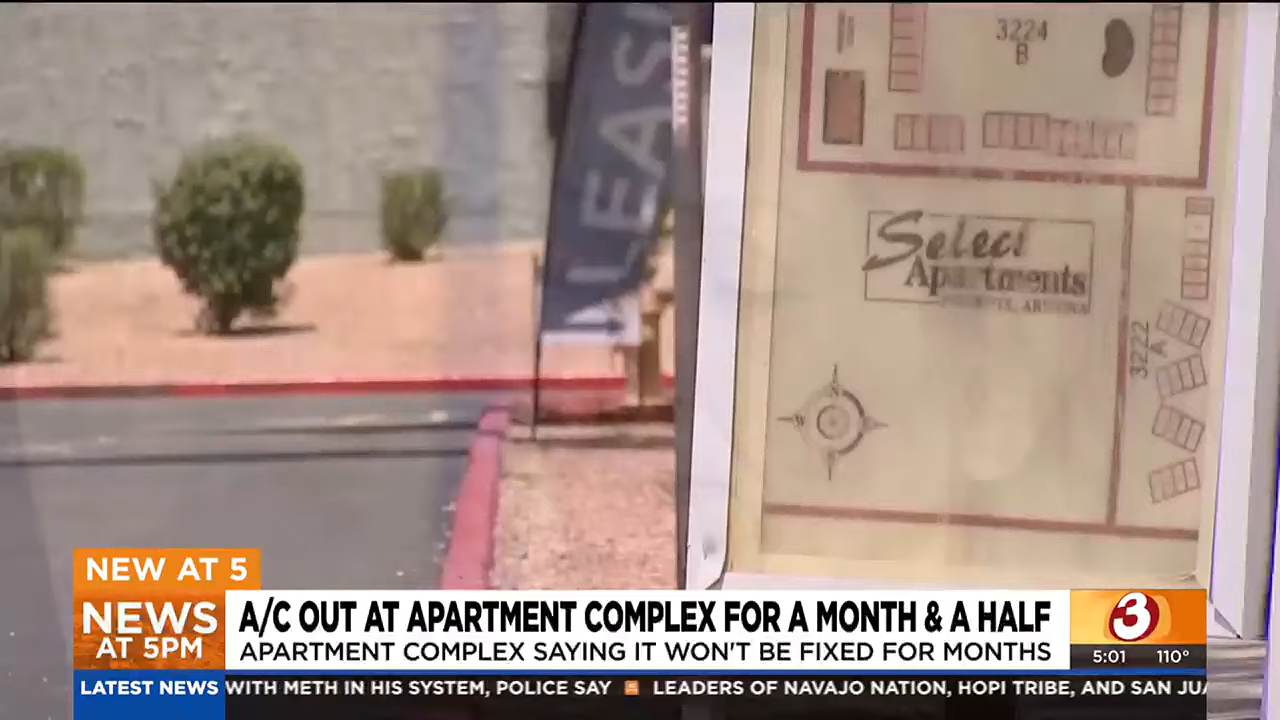 LEAS
3224
B
Select
Apartments
3222
A
N
W
NEW AT 5
NEWS
AT 5PM
A/C OUT AT APARTMENT COMPLEX FOR A MONTH & A HALF
APARTMENT COMPLEX SAYING IT WON'T BE FIXED FOR MONTHS
3
5:01 110°
LATEST NEWS WITH METH IN HIS SYSTEM, POLICE SAY LEADERS OF NAVAJO NATION, HOPI TRIBE, AND SAN JUA